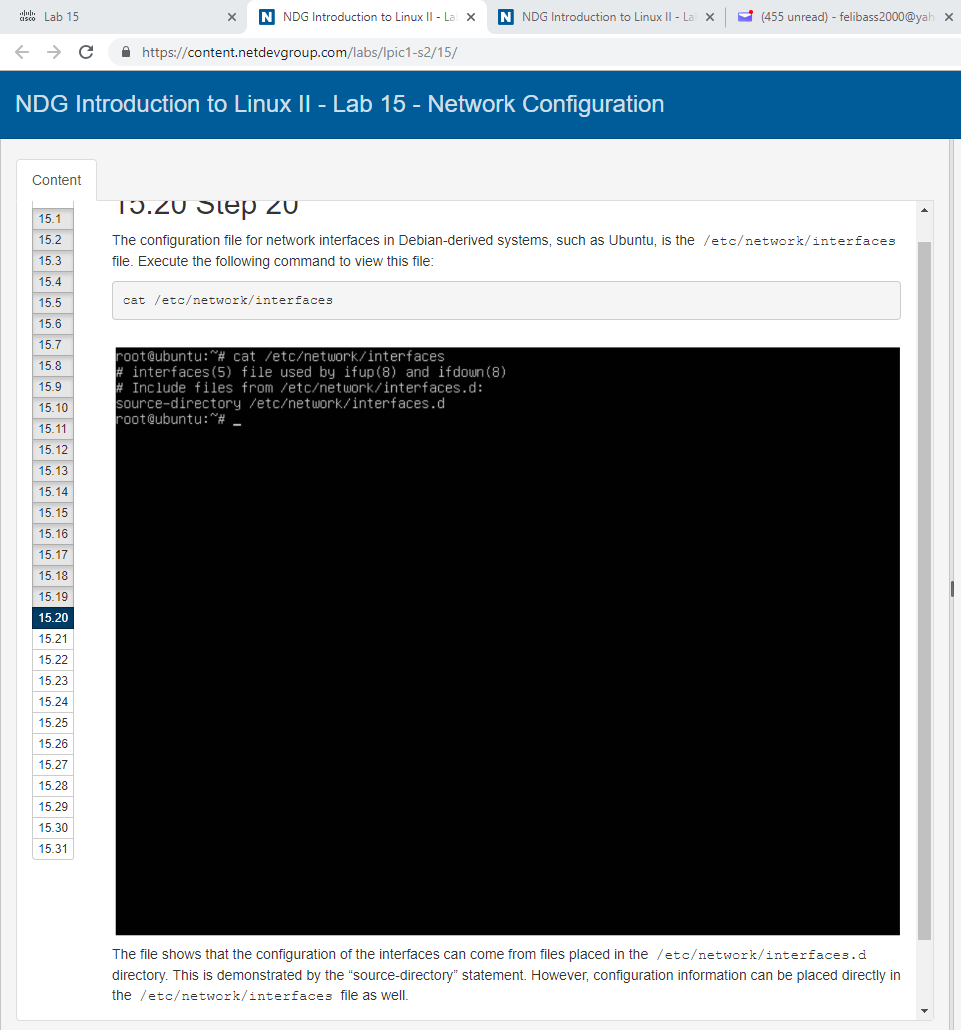 cisco Lab 15
NDG Introduction to Linux II - La
NDG Introduction to Linux II - La
(455 unread) - felibass2000@yah
https://content.netdevgroup.com/labs/lpic1-s2/15/
NDG Introduction to Linux II - Lab 15 - Network Configuration
Content
15.1
15.2
15.3
15.4
15.5
15.6
15.7
15.8
15.9
15.10
15.11
15.12
15.13
15.14
15.15
15.16
15.17
15.18
15.19
15.20
15.21
15.22
15.23
15.24
15.25
15.26
15.27
15.28
15.29
15.30
15.31
15.20 Step 20
The configuration file for network interfaces in Debian-derived systems, such as Ubuntu, is the /etc/network/interfaces
file. Execute the following command to view this file:
cat /etc/network/interfaces
root@ubuntu:~# cat /etc/network/interfaces
# interfaces(5) file used by ifup(8) and ifdown(8)
# Include files from /etc/network/interfaces.d:
source-directory /etc/network/interfaces.d
root@ubuntu:~# _
The file shows that the configuration of the interfaces can come from files placed in the /etc/network/interfaces.d
directory. This is demonstrated by the “source-directory” statement. However, configuration information can be placed directly in
the /etc/network/interfaces file as well.